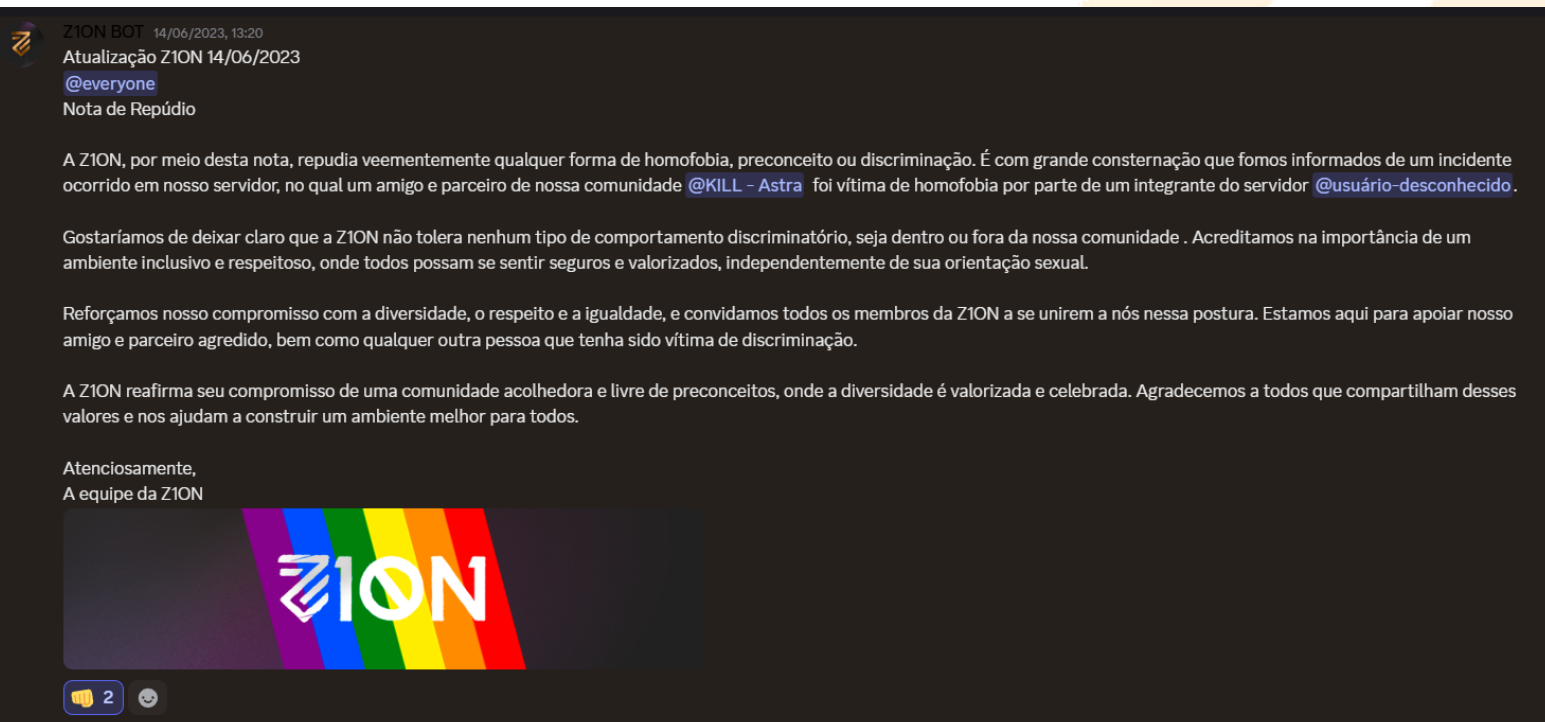 Z1ON BOT 14/06/2023, 13:20
Atualização Z1ON 14/06/2023
@everyone
Nota de Repúdio
A Z1ON, por meio desta nota, repudia veementemente qualquer forma de homofobia, preconceito ou discriminação. É com grande consternação que fomos informados de um incidente
ocorrido em nosso servidor, no qual um amigo e parceiro de nossa comunidade @KILL - Astra foi vítima de homofobia por parte de um integrante do servidor @usuário-desconhecido.
Gostaríamos de deixar claro que a Z1ON não tolera nenhum tipo de comportamento discriminatório, seja dentro ou fora da nossa comunidade . Acreditamos na importância de um
ambiente inclusivo e respeitoso, onde todos possam se sentir seguros e valorizados, independentemente de sua orientação sexual.
Reforçamos nosso compromisso com a diversidade, o respeito e a igualdade, e convidamos todos os membros da Z1ON a se unirem a nós nessa postura. Estamos aqui para apoiar nosso
amigo e parceiro agredido, bem como qualquer outra pessoa que tenha sido vítima de discriminação.
A Z1ON reafirma seu compromisso de uma comunidade acolhedora e livre de preconceitos, onde a diversidade é valorizada e celebrada. Agradecemos a todos que compartilham desses
valores e nos ajudam a construir um ambiente melhor para todos.
Atenciosamente,
A equipe da Z1ON
Z1ON
2